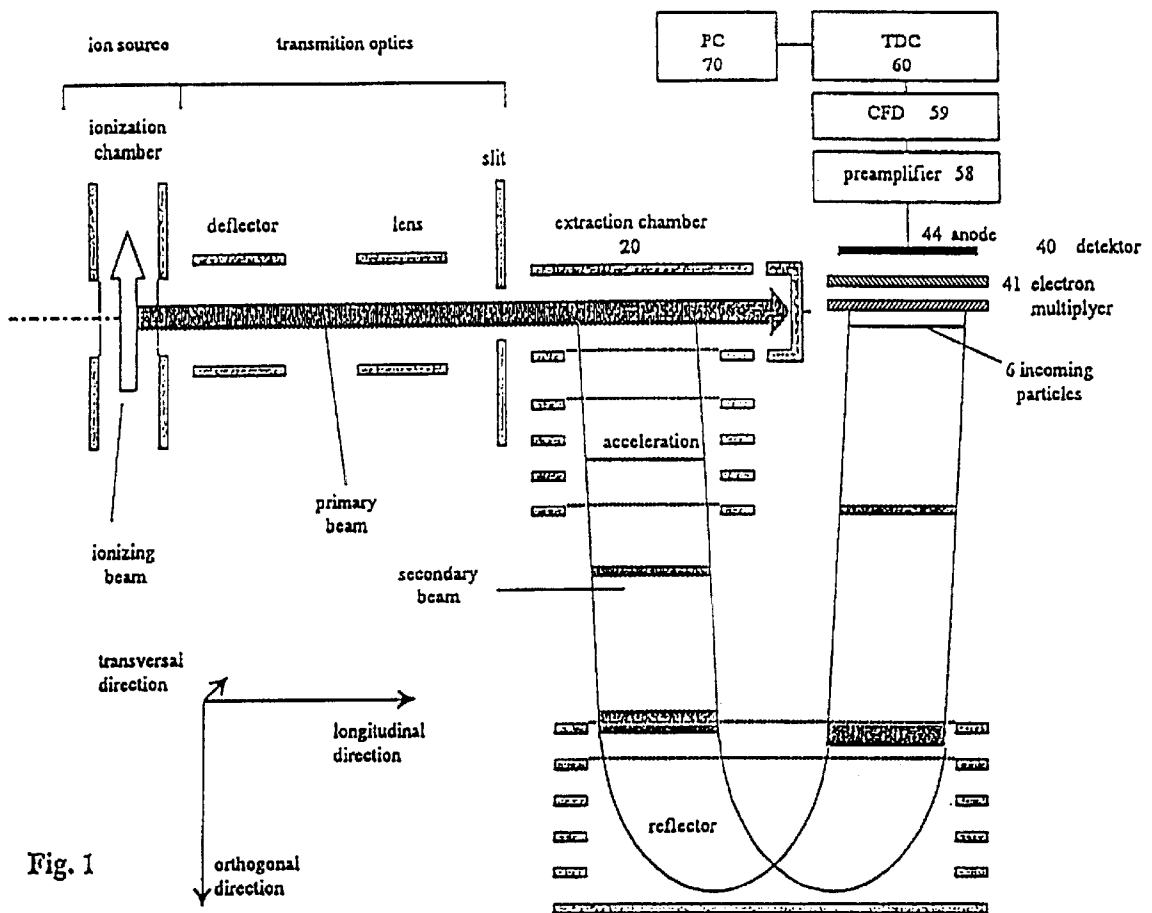 ion source
transmition optics
PC
70
TDC
60
CFD 59
preamplifier 58
ionization
chamber
slit
deflector
lens
extraction chamber
20
44 anode
40 detektor
41 electron
multiplyer
6 incoming
particles
acceleration
primary
beam
ionizing
beam
secondary
beam
transversal
direction
longitudinal
direction
reflector
Fig. 1
orthogonal
direction